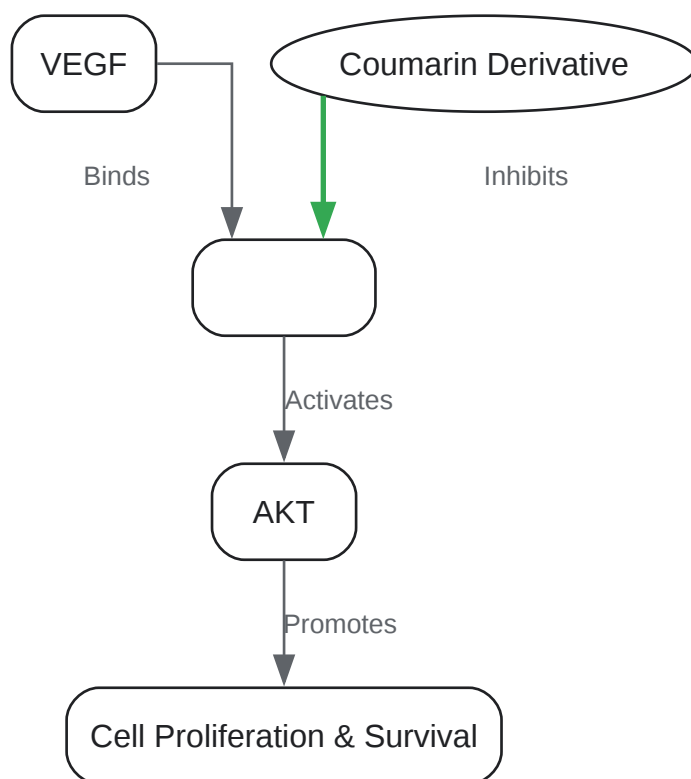 VEGF
Coumarin Derivative
Binds
Inhibits
Activates
AKT
Promotes
Cell Proliferation & Survival